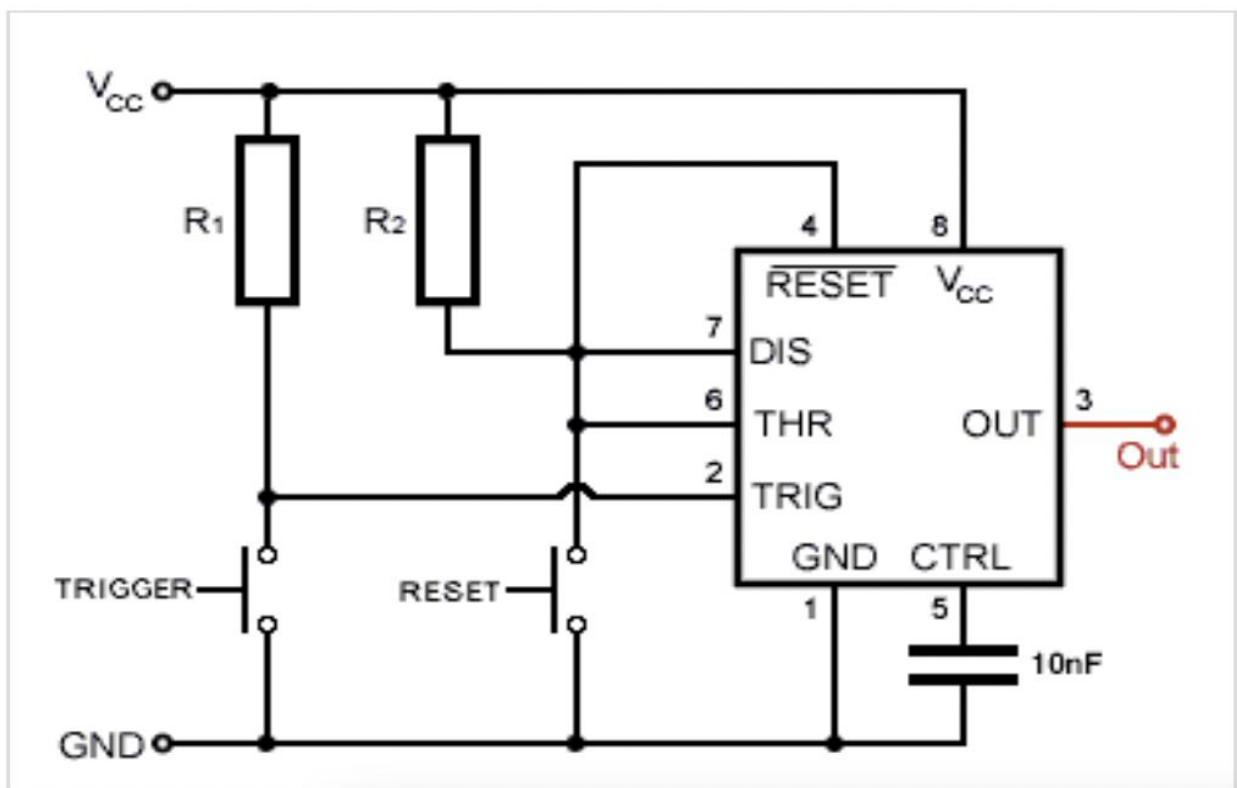 VCC
R1
R2
4
8
RESET
VCC
7
DIS
6
THR
OUT
3
Out
2
TRIG
GND
CTRL
TRIGGER
RESET
1
5
10nF
GND